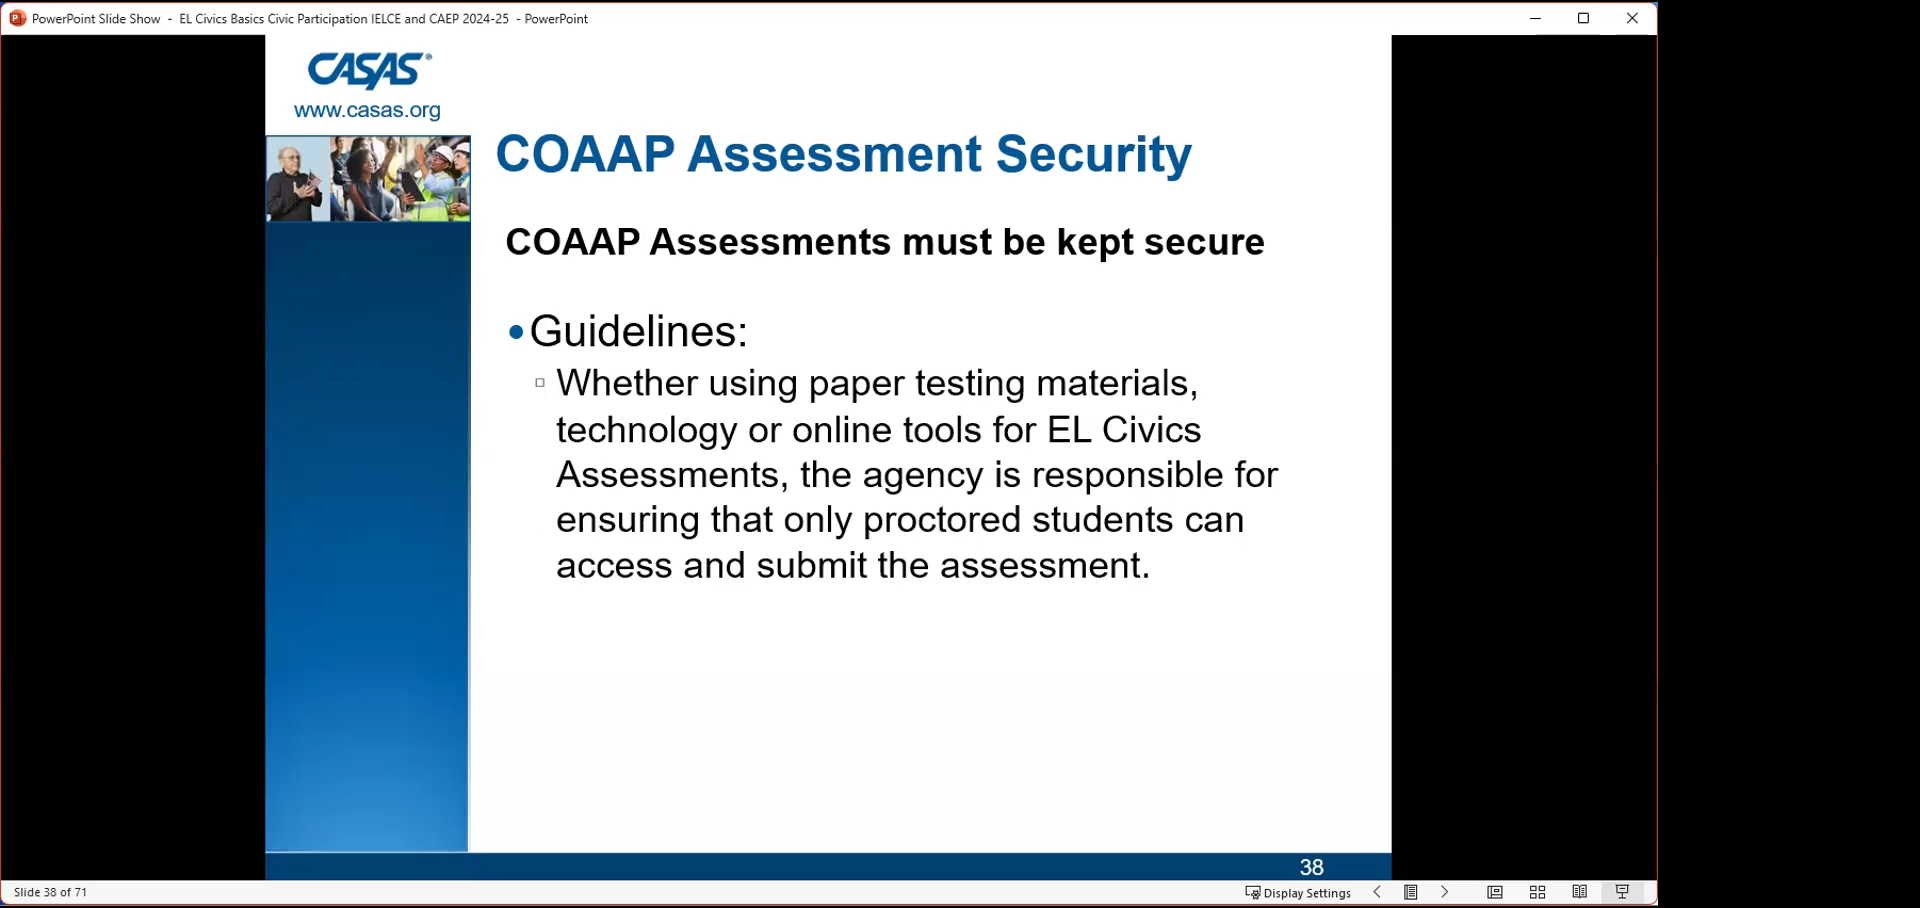 PowerPoint Slide Show - EL Civics Basics Civic Participation IELCE and CAEP 2024-25 - PowerPoint
CASAS®
www.casas.org
COAAP Assessment Security
COAAP Assessments must be kept secure
• Guidelines:
▫ Whether using paper testing materials,
technology or online tools for EL Civics
Assessments, the agency is responsible for
ensuring that only proctored students can
access and submit the assessment.
38
Slide 38 of 71
Display Settings